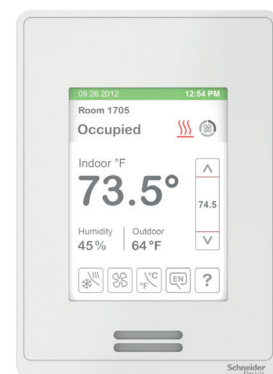 09.26.2012 12:54 PM
Room 1705
Occupied
Indoor °F
73.5°
74.5
Humidity Outdoor
45% 64°F
°C
°F
EN
?
Schneider
Electric